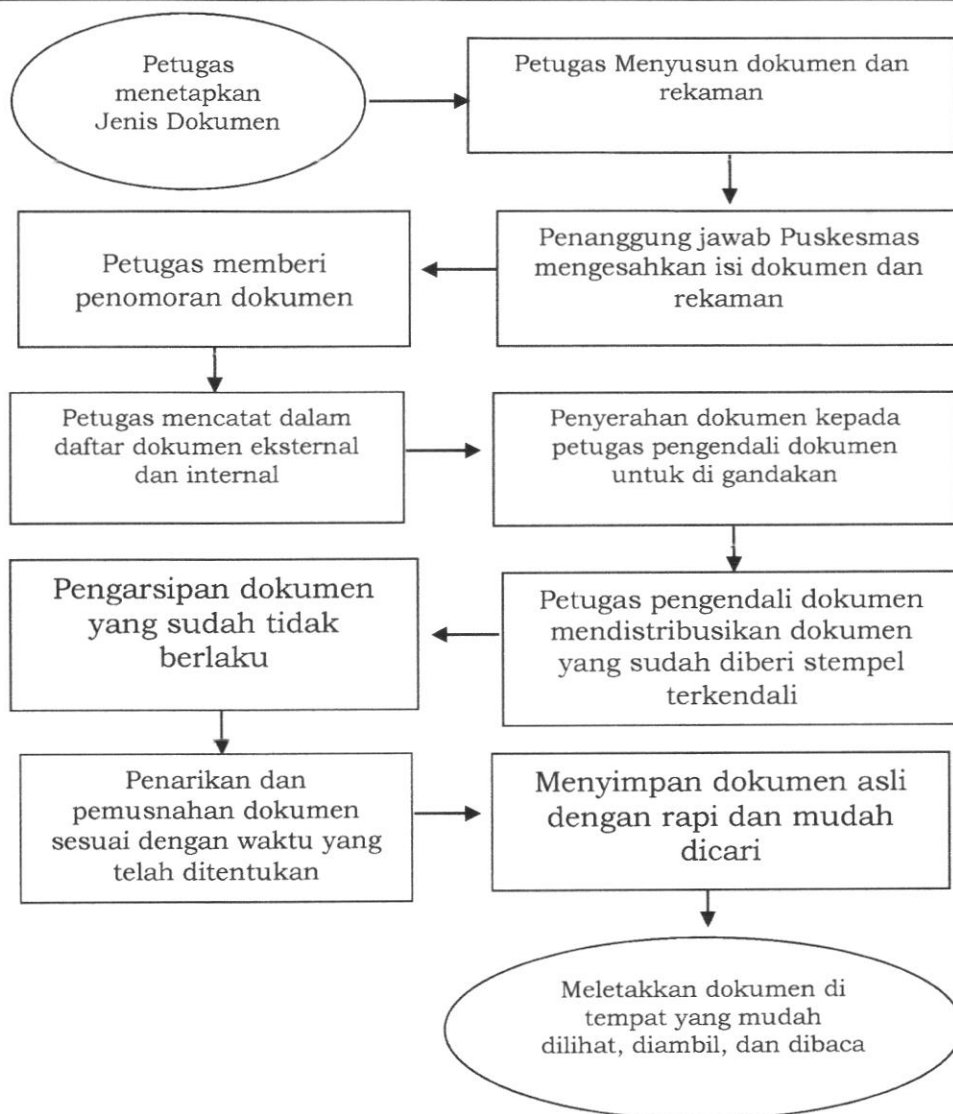 Petugas
menetapkan
Jenis Dokumen
Petugas Menyusun dokumen dan
rekaman
Penanggung jawab Puskesmas
mengesahkan isi dokumen dan
rekaman
Petugas memberi
penomoran dokumen
Petugas mencatat dalam
daftar dokumen eksternal
dan internal
Penyerahan dokumen kepada
petugas pengendali dokumen
untuk di gandakan
Petugas pengendali dokumen
mendistribusikan dokumen
yang sudah diberi stempel
terkendali
Pengarsipan dokumen
yang sudah tidak
berlaku
Penarikan dan
pemusnahan dokumen
sesuai dengan waktu yang
telah ditentukan
Menyimpan dokumen asli
dengan rapi dan mudah
dicari
Meletakkan dokumen di
tempat yang mudah
dilihat, diambil, dan dibaca